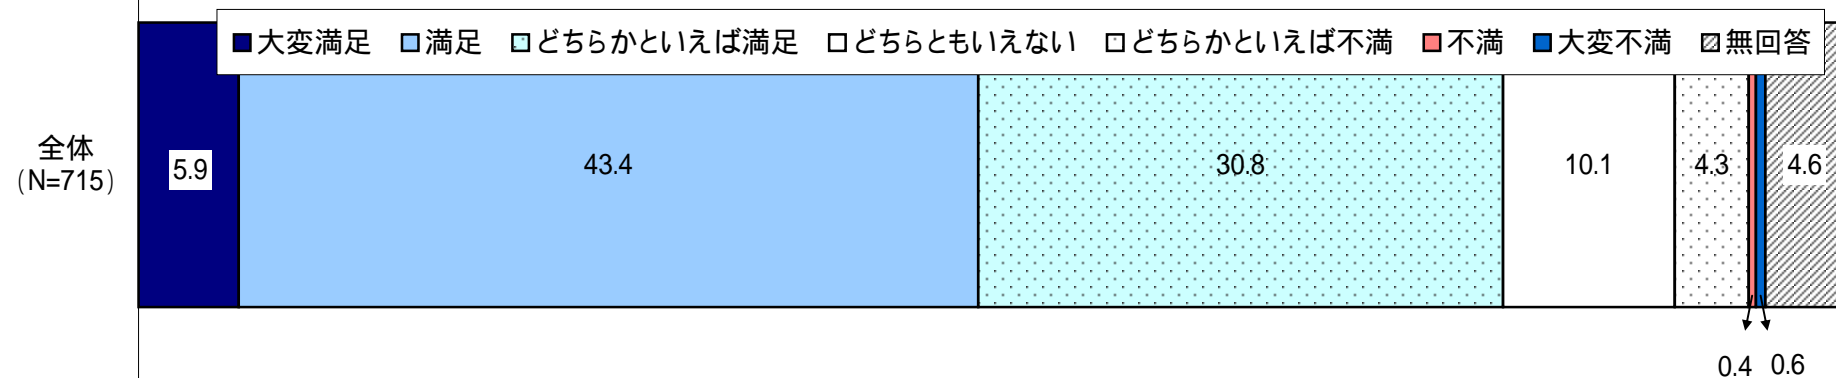 大変満足 満足 どちらかといえば満足 どちらともいえない どちらかといえば不満 不満 大変不満 無回答
全体
(N=715)
5.9 43.4 30.8 10.1 4.3 4.6
0.4 0.6